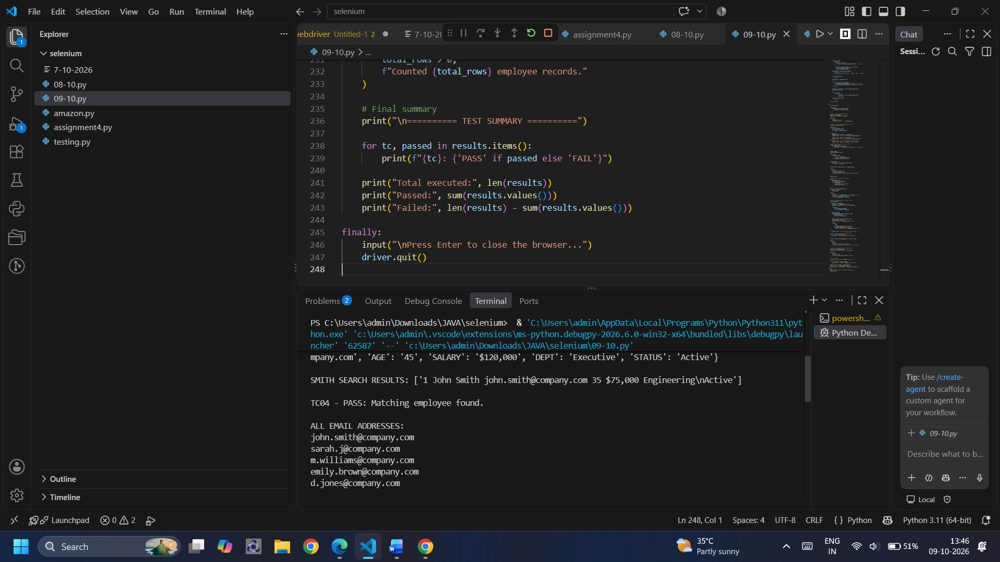 File Edit Selection View Go Run Terminal Help
selenium
Explorer
selenium
7-10-2026
08-10.py
09-10.py
amazon.py
assignment4.py
testing.py
Outline
Timeline
1
1
ebdriver Untitled-1 2
7-10-20
assignment4.py
08-10.py
09-10.py
09-10.py > ...
231 total_rows > 0,
232 f"Counted {total_rows} employee records."
233 )
234
235 # Final summary
236 print("\n========== TEST SUMMARY ==========")
237
238 for tc, passed in results.items():
239 print(f"{tc}: {'PASS' if passed else 'FAIL'}")
240
241 print("Total executed:", len(results))
242 print("Passed:", sum(results.values()))
243 print("Failed:", len(results) - sum(results.values()))
244
245 finally:
246 input("\nPress Enter to close the browser...")
247 driver.quit()
248
Problems 2 Output Debug Console Terminal Ports
PS C:\Users\admin\Downloads\JAVA\selenium> & 'C:\Users\admin\AppData\Local\Programs\Python\Python311\pyt
hon.exe' 'c:\Users\admin\.vscode\extensions\ms-python.debugpy-2026.6.0-win32-x64\bundled\libs\debugpy\lau
ncher' '62587' '--' 'c:\Users\admin\Downloads\JAVA\selenium\09-10.py'
mpany.com', 'AGE': '45', 'SALARY': '$120,000', 'DEPT': 'Executive', 'STATUS': 'Active'}
SMITH SEARCH RESULTS: ['1 John Smith john.smith@company.com 35 $75,000 Engineering\nActive']
TC04 - PASS: Matching employee found.
ALL EMAIL ADDRESSES:
john.smith@company.com
sarah.j@company.com
m.williams@company.com
emily.brown@company.com
d.jones@company.com
powersh...
Python De...
Chat
Sessi...
Tip: Use /create-
agent to scaffold a
custom agent for
your workflow.
09-10.py
Describe what to b...
Local
Launchpad 0 2
Ln 248, Col 1 Spaces: 4 UTF-8 CRLF { } Python Python 3.11 (64-bit)
Search
35°C
Partly sunny
ENG
IN
51%
13:46
09-10-2026